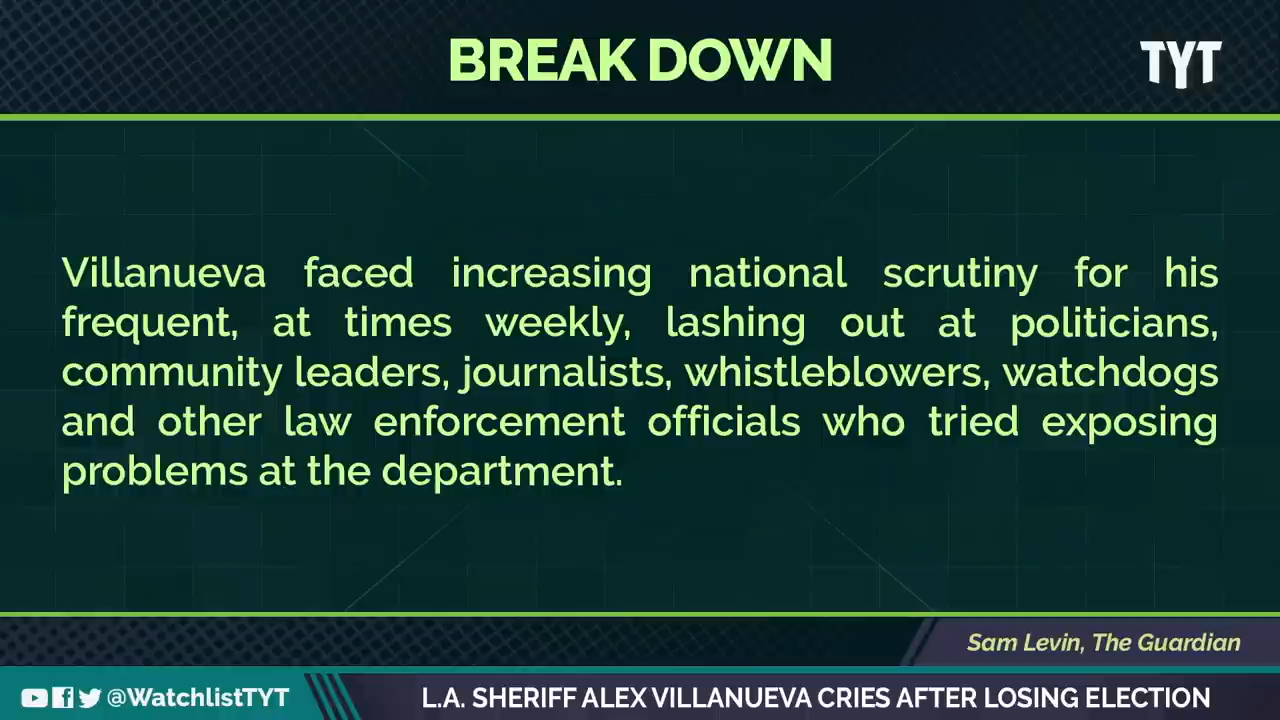 BREAK DOWN
TYT
Villanueva faced increasing national scrutiny for his
frequent, at times weekly, lashing out at politicians,
community leaders, journalists, whistleblowers, watchdogs
and other law enforcement officials who tried exposing
problems at the department.
Sam Levin, The Guardian
@WatchlistTYT
L.A. SHERIFF ALEX VILLANUEVA CRIES AFTER LOSING ELECTION